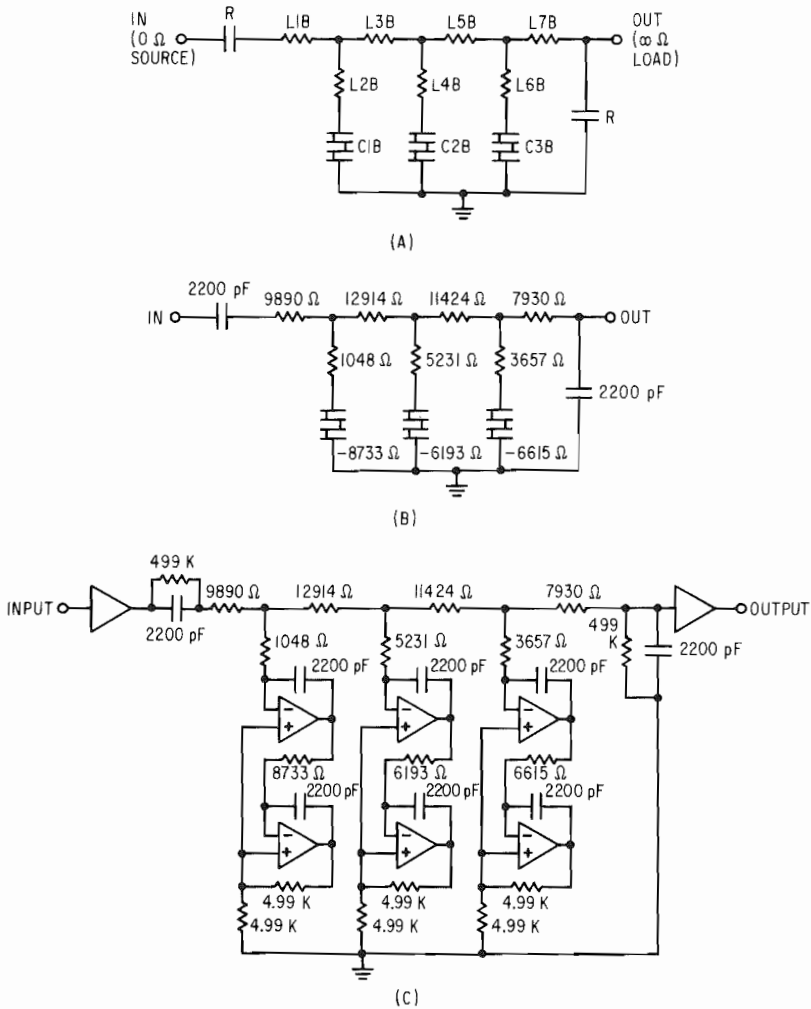 IN
(0 Ω
SOURCE)
R
L1B
L3B
L5B
L7B
OUT
(∞ Ω
LOAD)
L2B
L4B
L6B
C1B
C2B
C3B
R
(A)
2200 pF
9890 Ω
12914 Ω
11424 Ω
7930 Ω
IN
OUT
1048 Ω
5231 Ω
3657 Ω
2200 pF
-8733 Ω
-6193 Ω
-6615 Ω
(B)
499 K
9890 Ω
12914 Ω
11424 Ω
7930 Ω
INPUT
OUTPUT
2200 pF
1048 Ω
5231 Ω
3657 Ω
499
K
2200 pF
2200 pF
2200 pF
2200 pF
-
+
-
+
-
+
8733 Ω
6193 Ω
6615 Ω
2200 pF
2200 pF
2200 pF
-
+
-
+
-
+
4.99 K
4.99 K
4.99 K
4.99 K
4.99 K
4.99 K
(C)